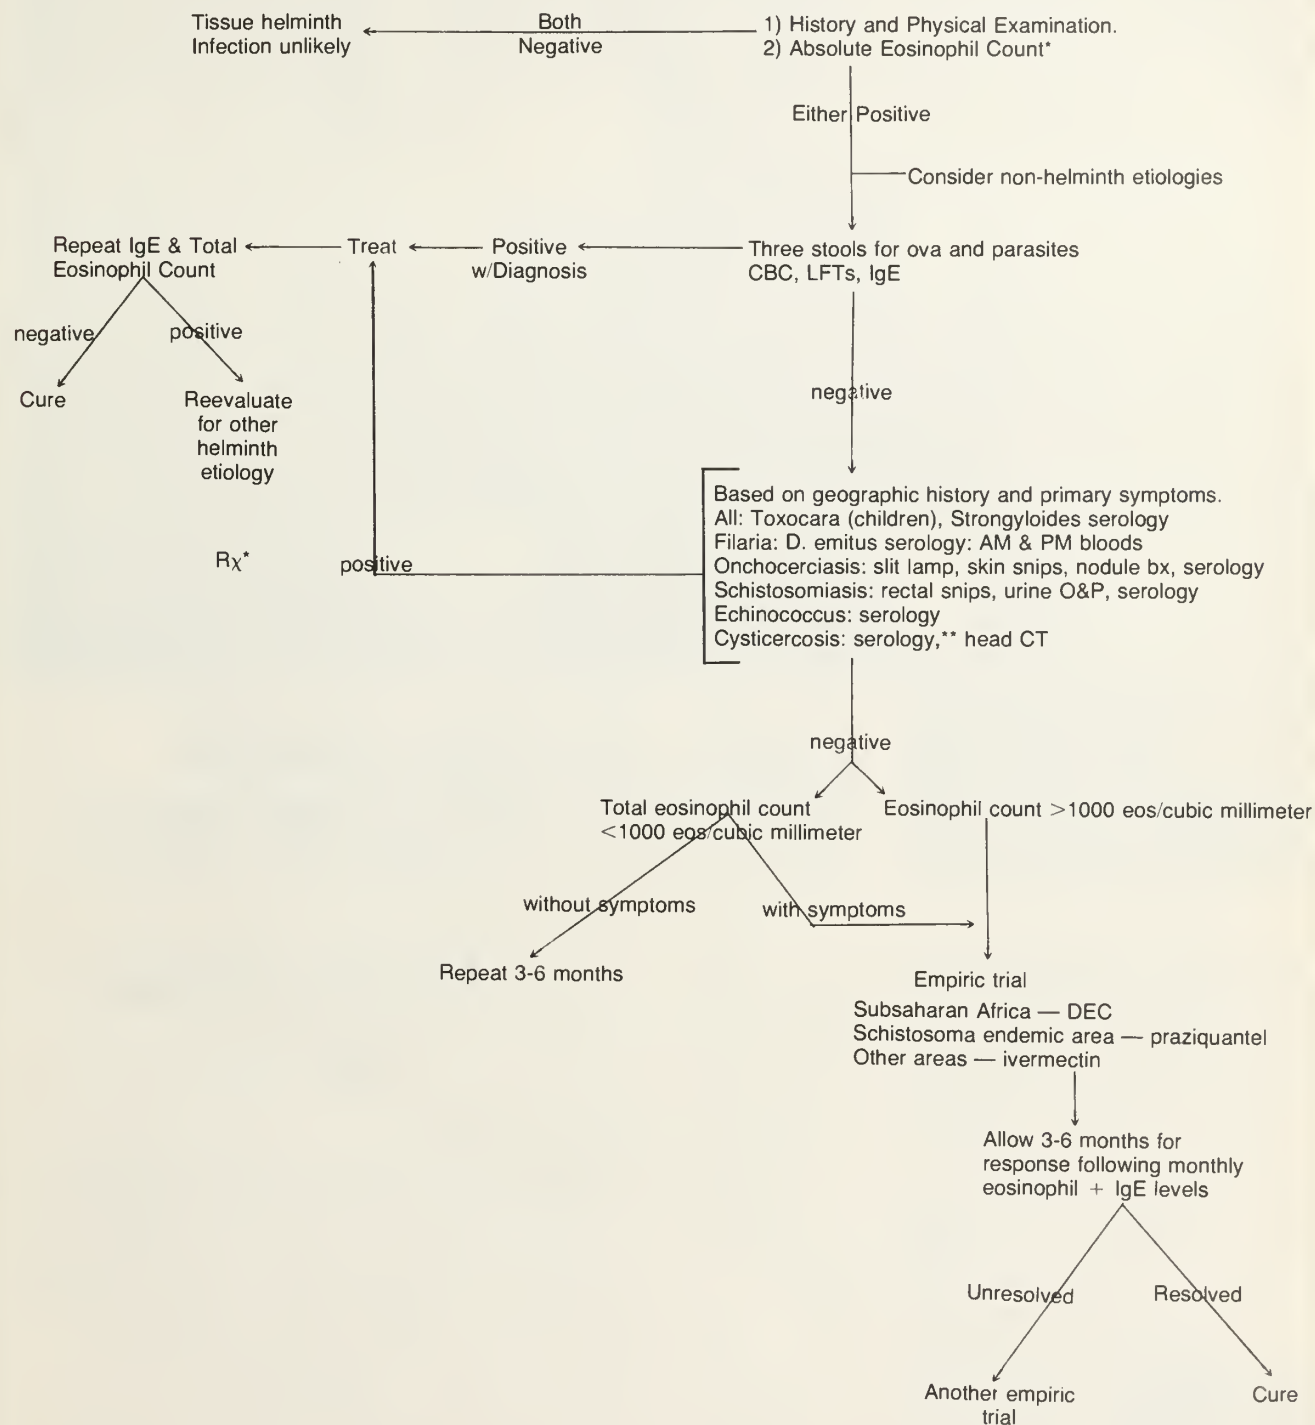 Tissue helminth
Infection unlikely
Both
Negative
1) History and Physical Examination.
2) Absolute Eosinophil Count*
Either Positive
Consider non-helminth etiologies
Repeat IgE & Total
Eosinophil Count
Treat
Positive
w/Diagnosis
Three stools for ova and parasites
CBC, LFTs, IgE
negative
positive
Cure
Reevaluate
for other
helminth
etiology
negative
Based on geographic history and primary symptoms.
All: Toxocara (children), Strongyloides serology
Filaria: D. emitus serology: AM & PM bloods
Onchocerciasis: slit lamp, skin snips, nodule bx, serology
Schistosomiasis: rectal snips, urine O&P, serology
Echinococcus: serology
Cysticercosis: serology,** head CT
Rχ*
positive
negative
Total eosinophil count
<1000 eos/cubic millimeter
Eosinophil count >1000 eos/cubic millimeter
without symptoms
with symptoms
Repeat 3-6 months
Empiric trial
Subsaharan Africa — DEC
Schistosoma endemic area — praziquantel
Other areas — ivermectin
Allow 3-6 months for
response following monthly
eosinophil + IgE levels
Unresolved
Resolved
Another empiric
trial
Cure